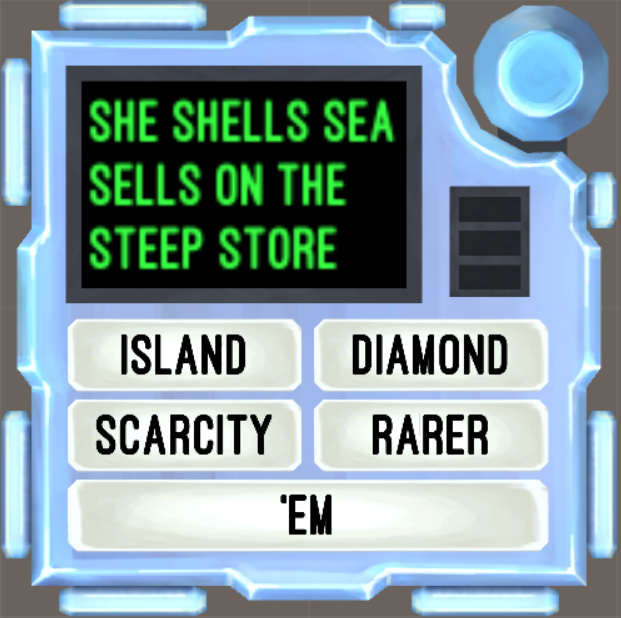 SHE SHELLS SEA
SELLS ON THE
STEEP STORE
ISLAND
DIAMOND
SCARCITY
RARER
'EM